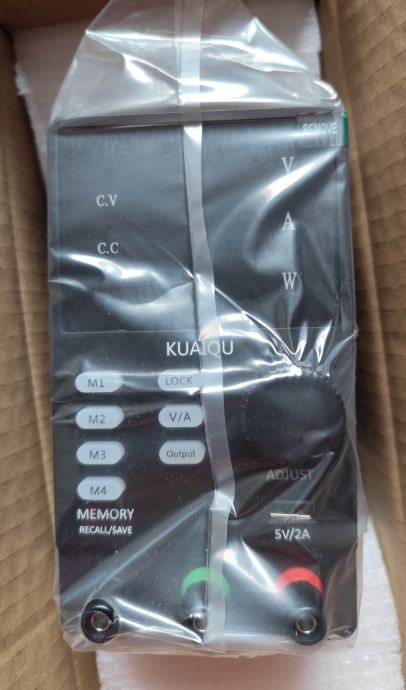 REMOVE
V
C.V
A
C.C
W
KUAIQU
M1
LOCK
M2
V/A
M3
Output
ADJUST
M4
MEMORY
RECALL/SAVE
5V/2A